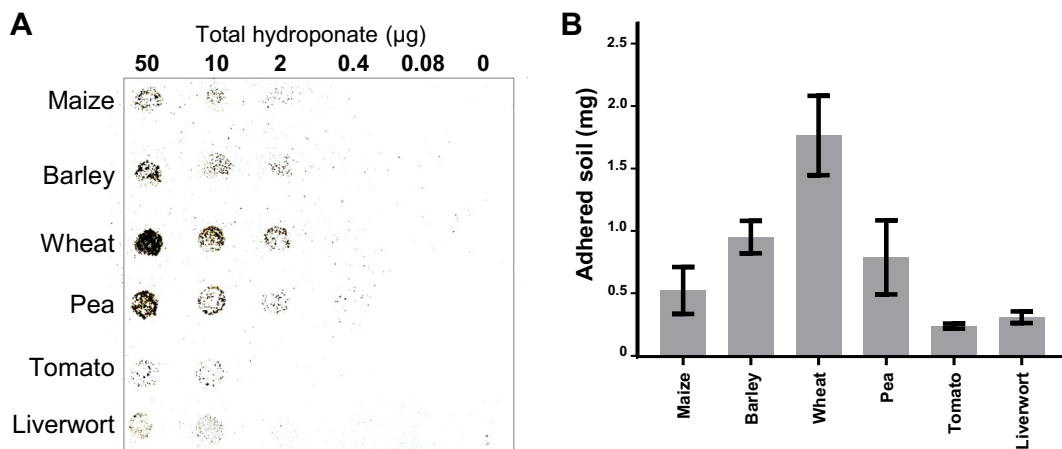 A
Total hydroponate (µg)
50 10 2 0.4 0.08 0
Maize
Barley
Wheat
Pea
Tomato
Liverwort
B
Adhered soil (mg)
2.5
2.0
1.5
1.0
0.5
0
Maize
Barley
Wheat
Pea
Tomato
Liverwort